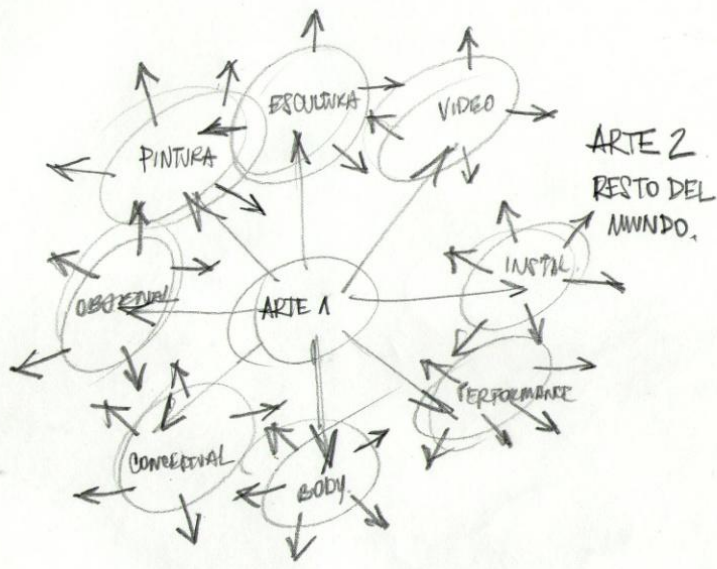 ESCULTURA
VIDEO
PINTURA
ARTE 2
RESTO DEL
MUNDO.
INSTAL
OBJETUAL
ARTE 1
PERFORMANCE
CONCEPTUAL
BODY